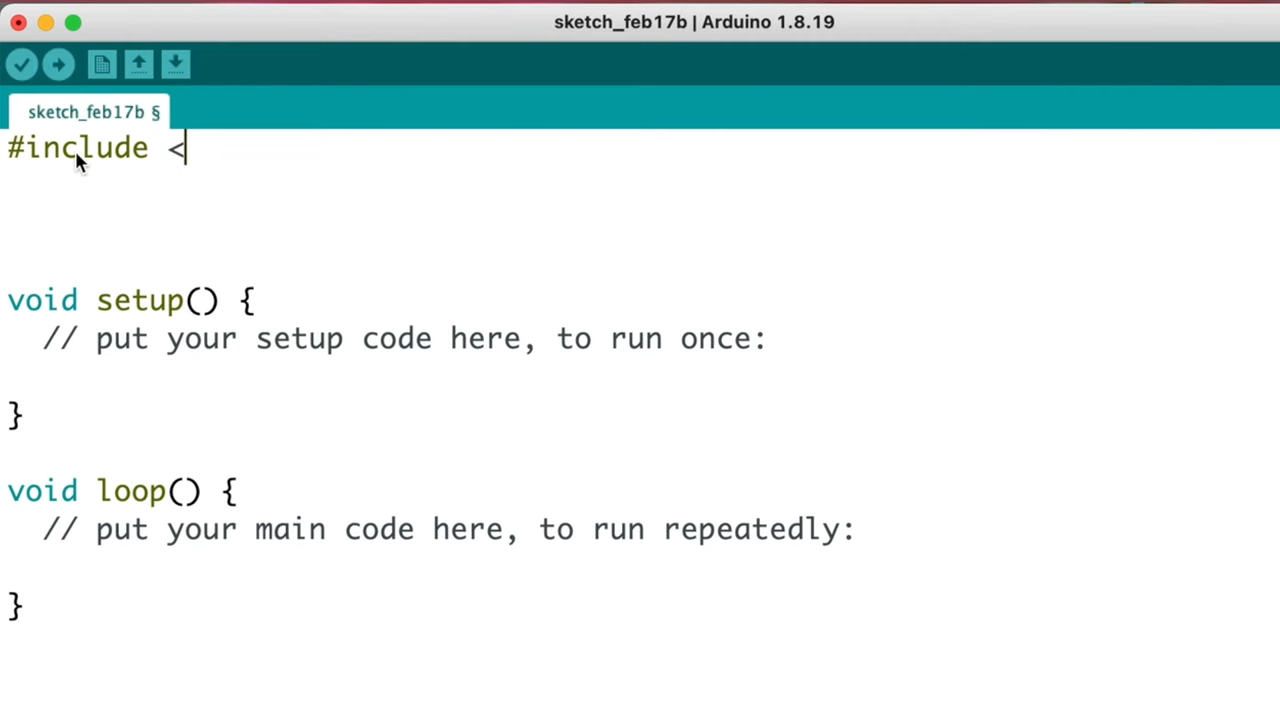 sketch_feb17b | Arduino 1.8.19
sketch_feb17b §
#include <
void setup() {
// put your setup code here, to run once:
}
void loop() {
// put your main code here, to run repeatedly:
}